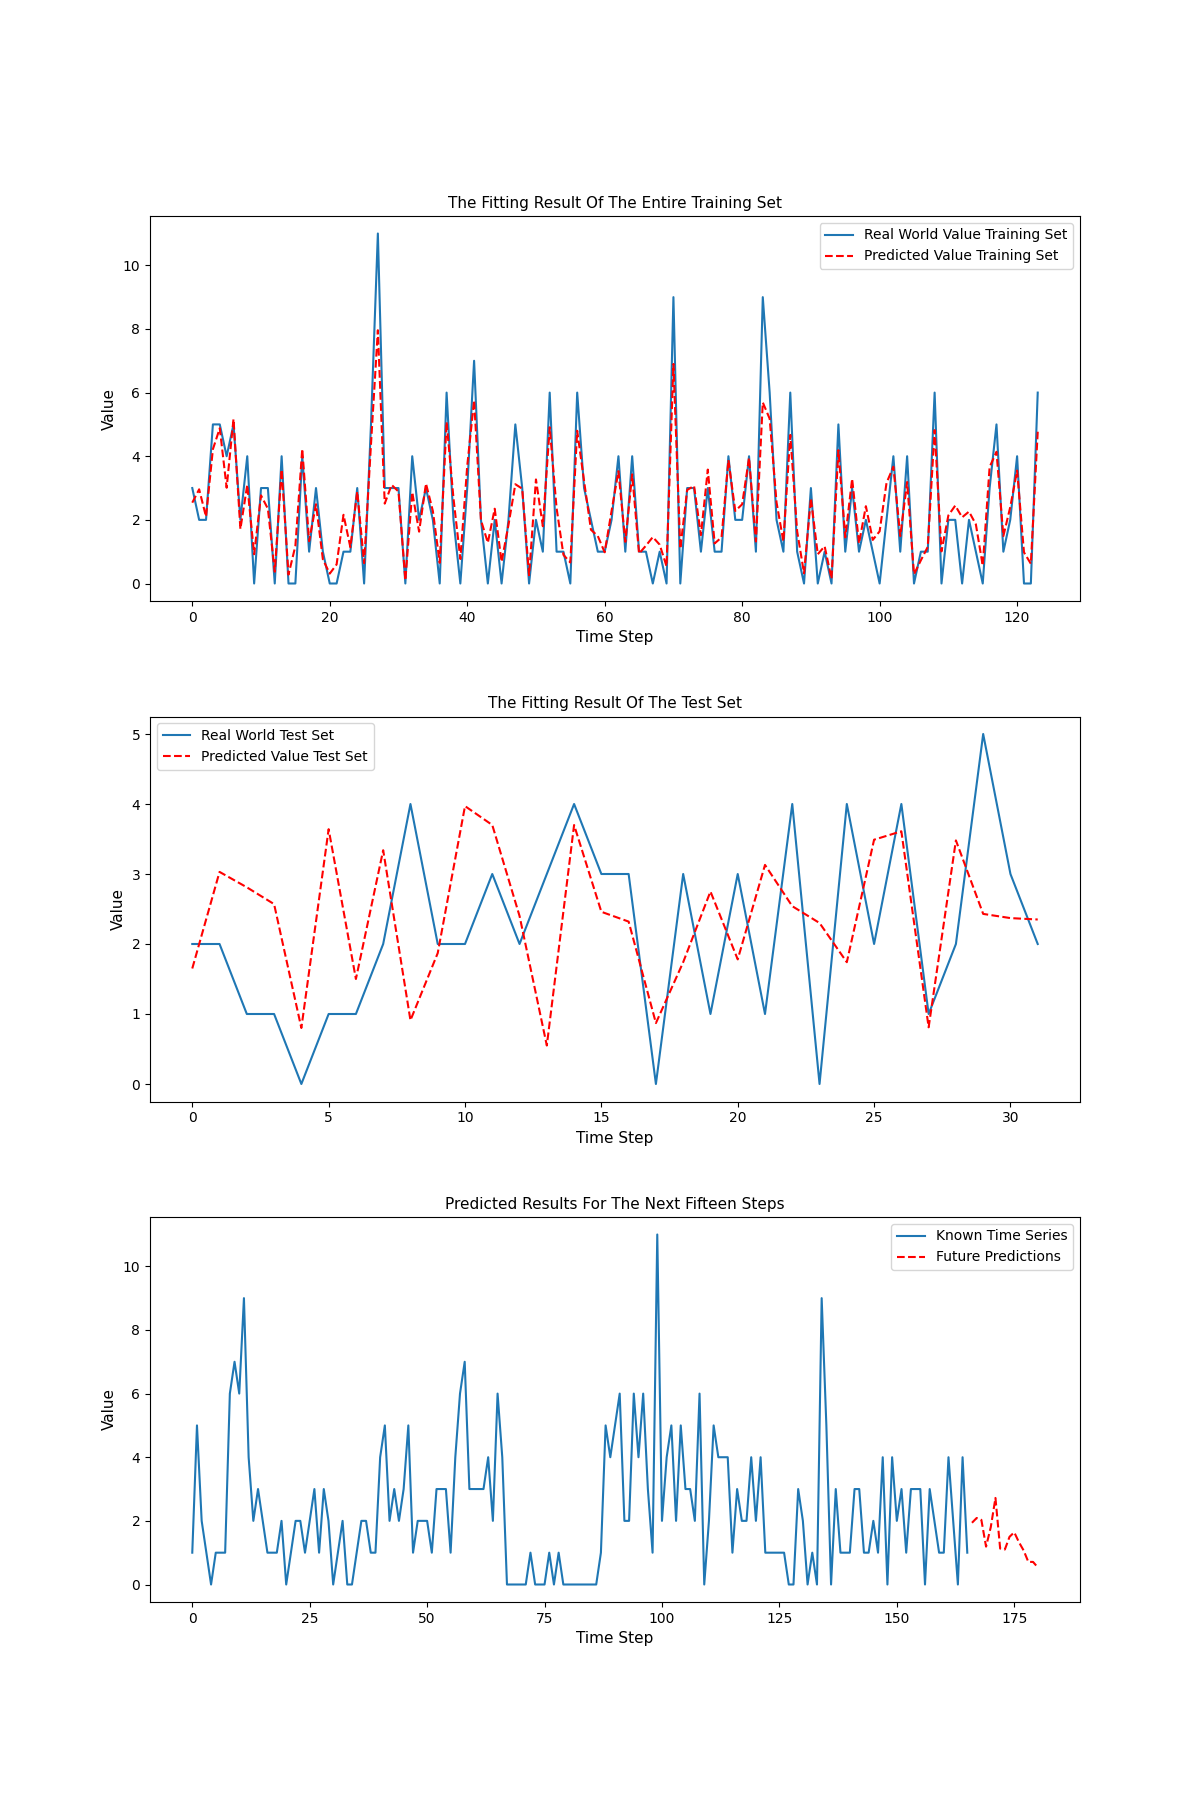 The Fitting Result Of The Entire Training Set
Real World Value Training Set
Predicted Value Training Set
Value
10
8
6
4
2
0
0 20 40 60 80 100 120
Time Step
The Fitting Result Of The Test Set
Real World Test Set
Predicted Value Test Set
Value
5
4
3
2
1
0
0 5 10 15 20 25 30
Time Step
Predicted Results For The Next Fifteen Steps
Known Time Series
Future Predictions
Value
10
8
6
4
2
0
0 25 50 75 100 125 150 175
Time Step